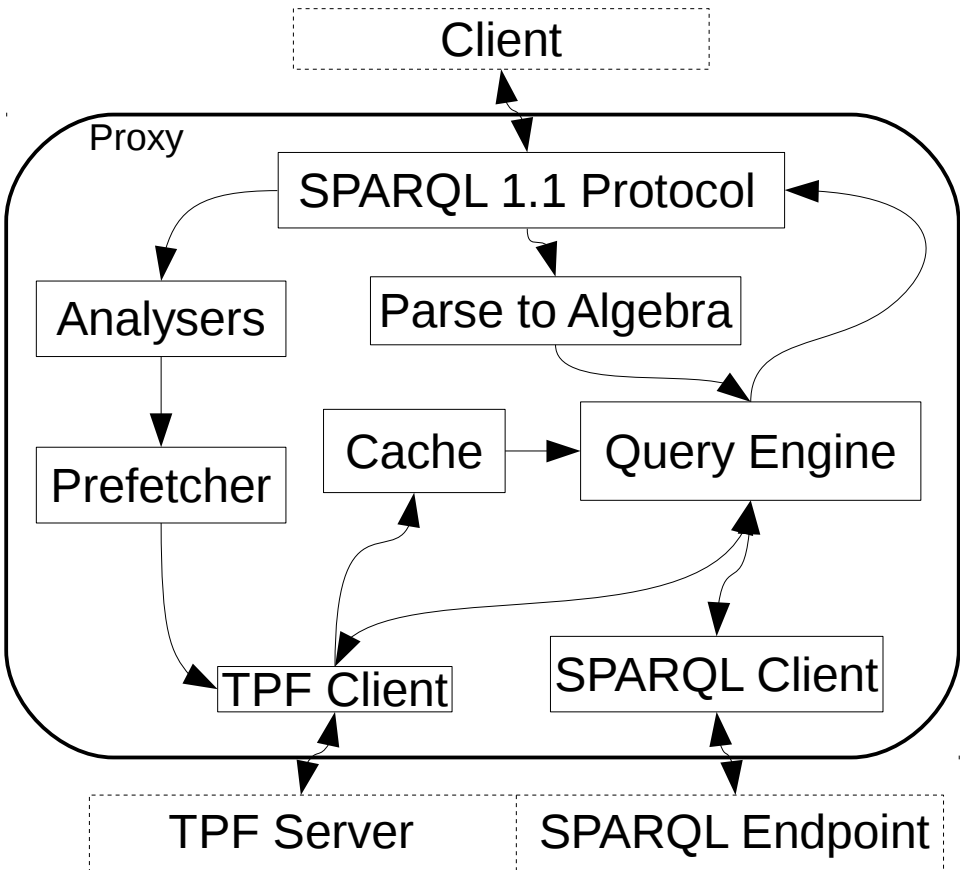 Client
Proxy
SPARQL 1.1 Protocol
Analysers
Parse to Algebra
Cache
Query Engine
Prefetcher
TPF Client
SPARQL Client
TPF Server
SPARQL Endpoint